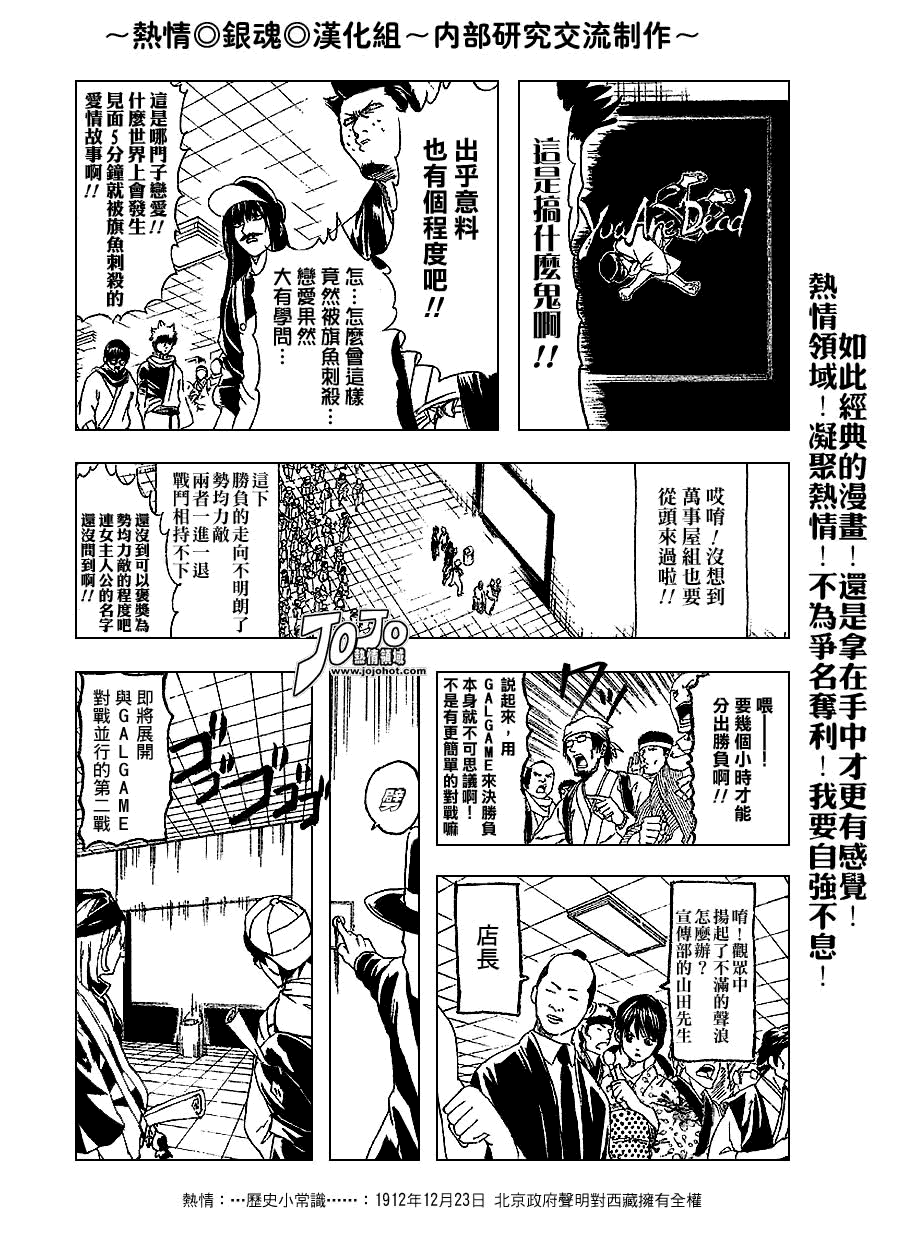 ～熱情◎銀魂◎漢化組～内部研究交流制作～
You Are Dead
這是搞什麼鬼啊!!
出乎意料
也有個程度吧!!
怎…怎麼會這樣
竟然被旗魚刺殺…
戀愛果然
大有學問…
這是哪門子戀愛!!
什麼世界上會發生
見面5分鐘就被旗魚刺殺的
愛情故事啊!!
哎唷!沒想到
萬事屋組也要
從頭來過啦!!
這下
勝負的走向不明朗了
勢均力敵
兩者一進一退
戰鬥相持不下
還沒到可以褒獎為
勢均力敵的程度吧
連女主人公的名字
還沒問到啊!!
喂——!
要幾個小時才能
分出勝負啊!!
說起來，用
GALGAME來決勝負
本身就不可思議啊!
不是有更簡單的對戰嘛
唷!觀眾中
揚起了不滿的聲浪
怎麼辦?
宣傳部的山田先生
店長
ゴゴゴゴ
即將展開
與GALGAME
對戰並行的第二戰
JOJO
熱情領域
www.jojohot.com
如此經典的漫畫!還是拿在手中才更有感覺!
熱情領域!凝聚熱情!不為爭名奪利!我要自強不息!
熱情：…歷史小常識……：1912年12月23日 北京政府聲明對西藏擁有全權